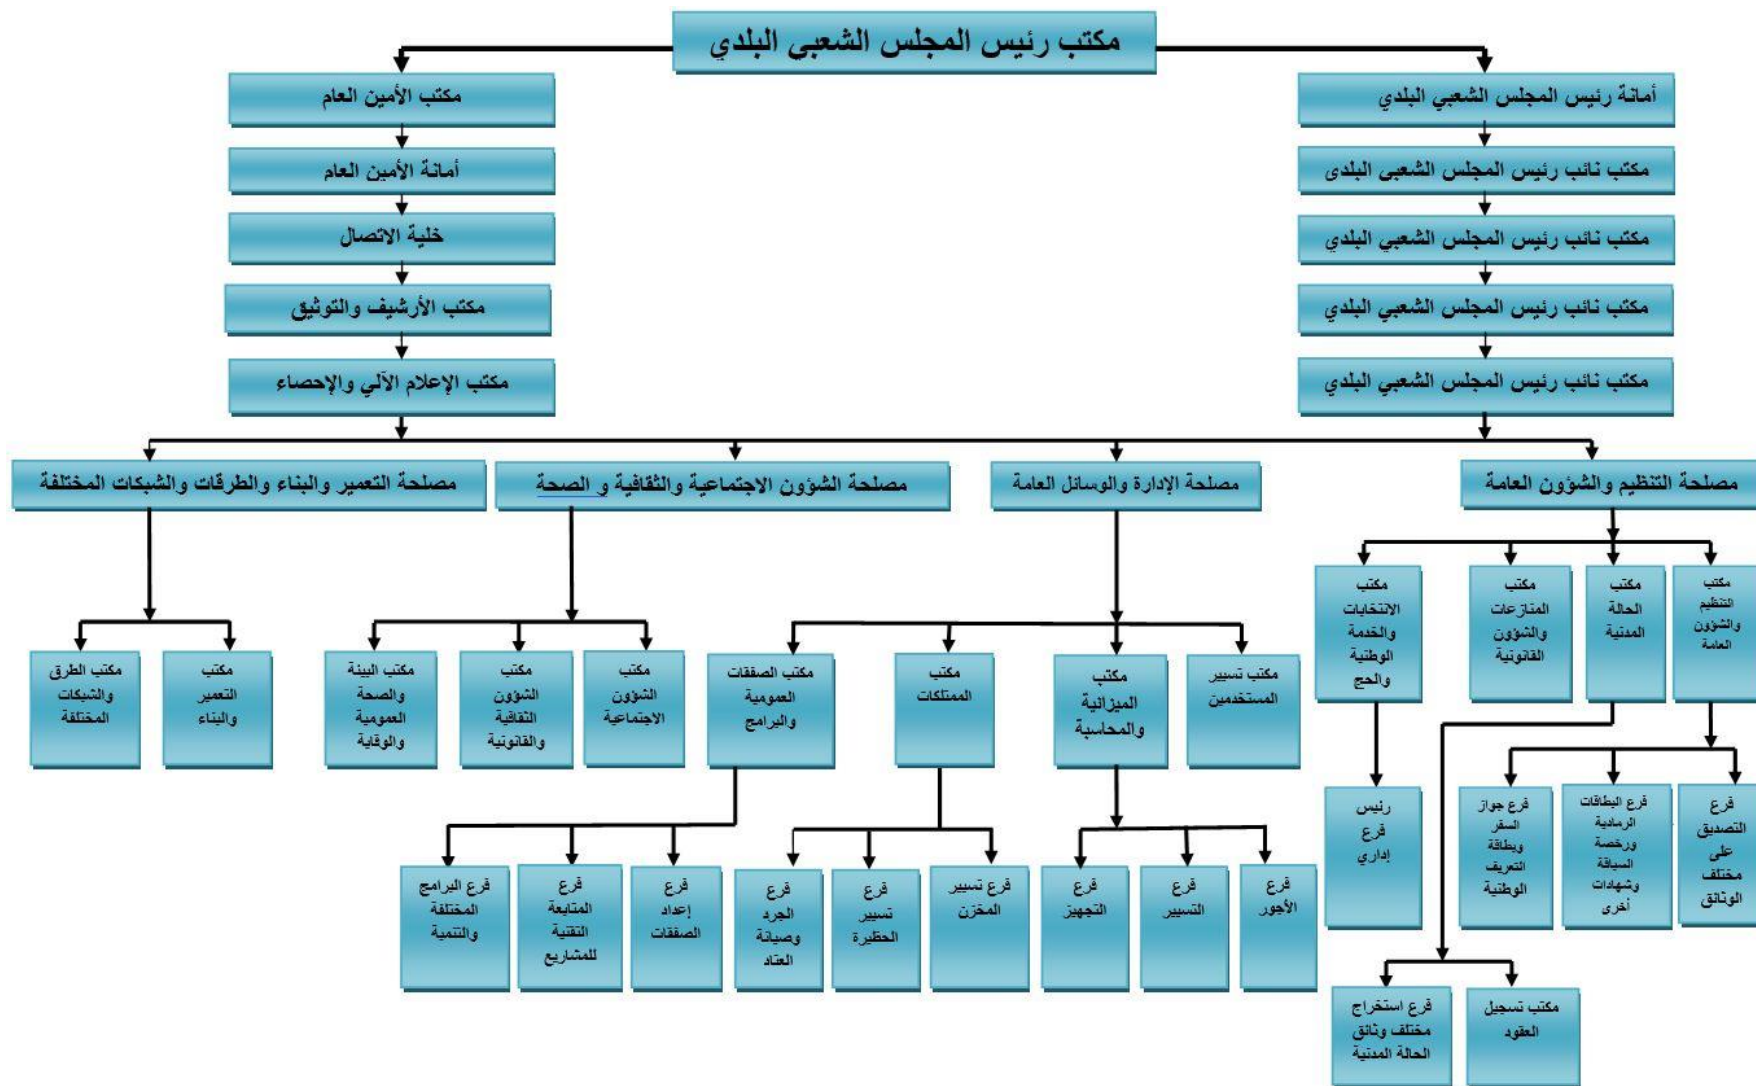 مكتب رئيس المجلس الشعبي البلدي
أمانة رئيس المجلس الشعبي البلدي
مكتب نائب رئيس المجلس الشعبي البلدي
مكتب نائب رئيس المجلس الشعبي البلدي
مكتب نائب رئيس المجلس الشعبي البلدي
مكتب نائب رئيس المجلس الشعبي البلدي
مكتب الأمين العام
أمانة الأمين العام
خلية الاتصال
مكتب الأرشيف والتوثيق
مكتب الإعلام الآلي والإحصاء
مصلحة التنظيم والشؤون العامة
مصلحة الإدارة والوسائل العامة
مصلحة الشؤون الاجتماعية والثقافية و الصحة
مصلحة التعمير والبناء والطرقات والشبكات المختلفة
مكتب
التنظيم
والشؤون
العامة
مكتب
الحالة
المدنية
مكتب
المنازعات
والشؤون
القانونية
مكتب
الانتخابات
والخدمة
الوطنية
والحج
مكتب تسيير
المستخدمين
مكتب
الميزانية
والمحاسبة
مكتب
الممتلكات
مكتب الصفقات
العمومية
والبرامج
مكتب
الشؤون
الاجتماعية
مكتب
الشؤون
الثقافية
والقانونية
مكتب البيئة
والصحة
العمومية
والوقاية
مكتب
التعمير
والبناء
مكتب الطرق
والشبكات
المختلفة
فرع
التصديق
على
مختلف
الوثائق
فرع البطاقات
الرمادية
ورخصة
السياقة
وشهادات
أخرى
فرع جواز
السفر
وبطاقة
التعريف
الوطنية
رئيس
فرع
إداري
فرع
الأجور
فرع
التسيير
فرع
التجهيز
فرع تسيير
المخزن
فرع
تسيير
الحظيرة
فرع
الجرد
وصيانة
العتاد
فرع
إعداد
الصفقات
فرع
المتابعة
التقنية
للمشاريع
فرع البرامج
المختلفة
والتنمية
مكتب تسجيل
العقود
فرع استخراج
مختلف وثائق
الحالة المدنية